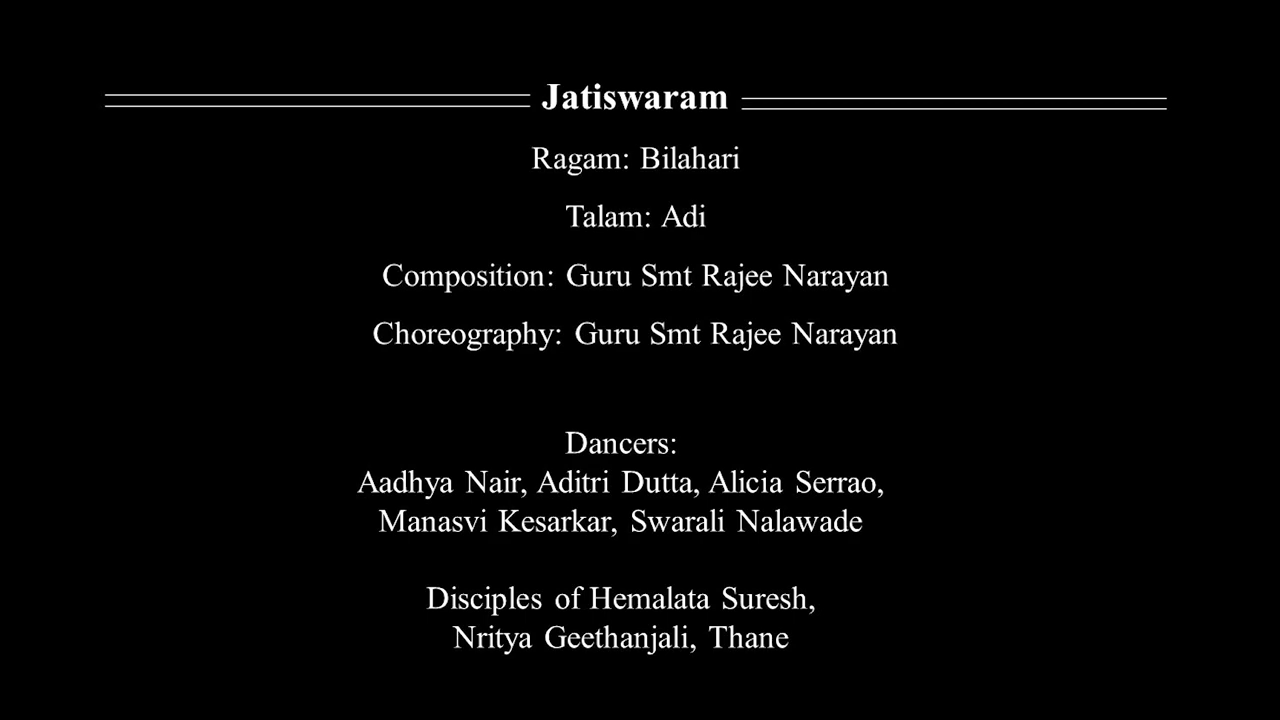 Jatiswaram
Ragam: Bilahari
Talam: Adi
Composition: Guru Smt Rajee Narayan
Choreography: Guru Smt Rajee Narayan
Dancers:
Aadhya Nair, Aditri Dutta, Alicia Serrao,
Manasvi Kesarkar, Swarali Nalawade
Disciples of Hemalata Suresh,
Nritya Geethanjali, Thane